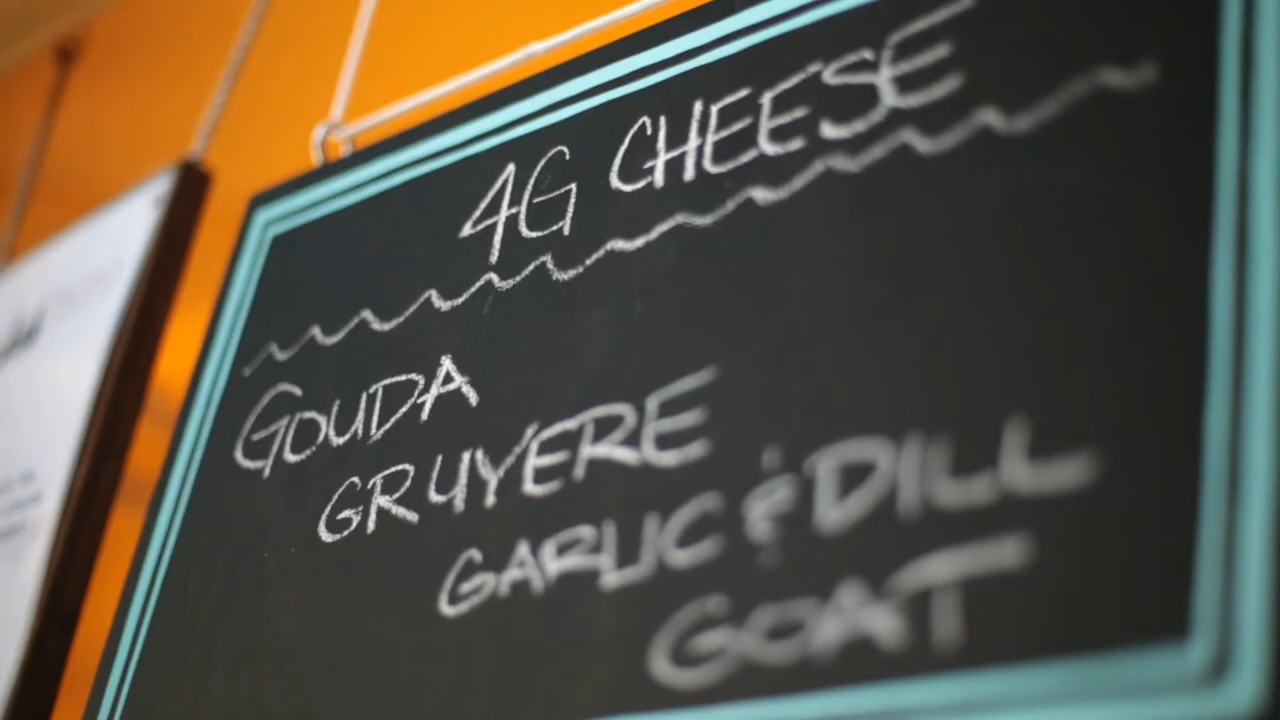 4G CHEESE
GOUDA
GRUYERE
GARLIC & DILL
GOAT